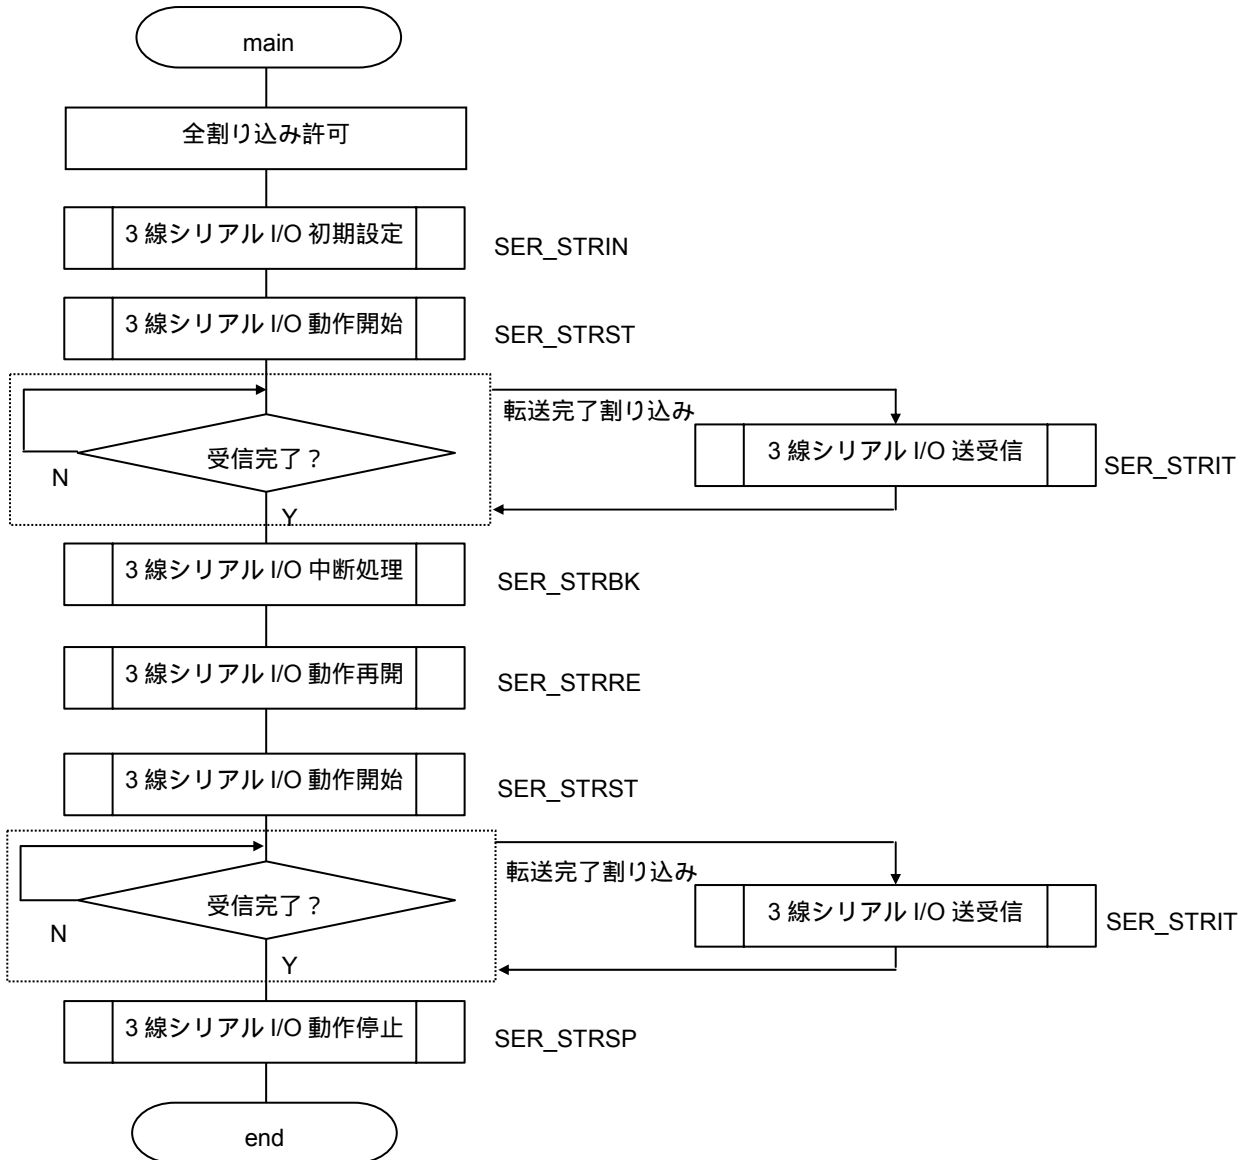 main
全割り込み許可
3 線シリアル I/O 初期設定
SER_STRIN
3 線シリアル I/O 動作開始
SER_STRST
転送完了割り込み
受信完了？
3 線シリアル I/O 送受信
SER_STRIT
N
Y
3 線シリアル I/O 中断処理
SER_STRBK
3 線シリアル I/O 動作再開
SER_STRRE
3 線シリアル I/O 動作開始
SER_STRST
転送完了割り込み
受信完了？
3 線シリアル I/O 送受信
SER_STRIT
N
Y
3 線シリアル I/O 動作停止
SER_STRSP
end